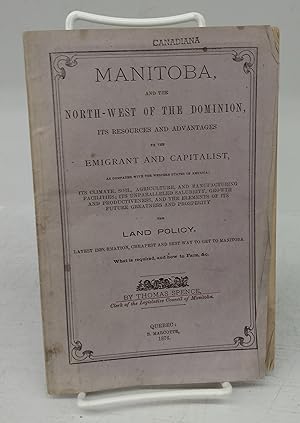 CANADIANA
MANITOBA,
AND THE
NORTH-WEST OF THE DOMINION,
ITS RESOURCES AND ADVANTAGES
TO THE
EMIGRANT AND CAPITALIST,
AS COMPARED WITH THE WESTERN STATES OF AMERICA;
ITS CLIMATE, SOIL, AGRICULTURE, AND MANUFACTURING
FACILITIES; ITS UNPARALLELED SALUBRITY, GROWTH
AND PRODUCTIVENESS, AND THE ELEMENTS OF ITS
FUTURE GREATNESS AND PROSPERITY
THE
LAND POLICY,
LATEST INFORMATION, CHEAPEST AND BEST WAY TO GET TO MANITOBA
What is required, and how to Farm, &c.
BY THOMAS SPENCE,
Clerk of the Legislative Council of Manitoba.
QUEBEC:
S. MARCOTTE,
1876.